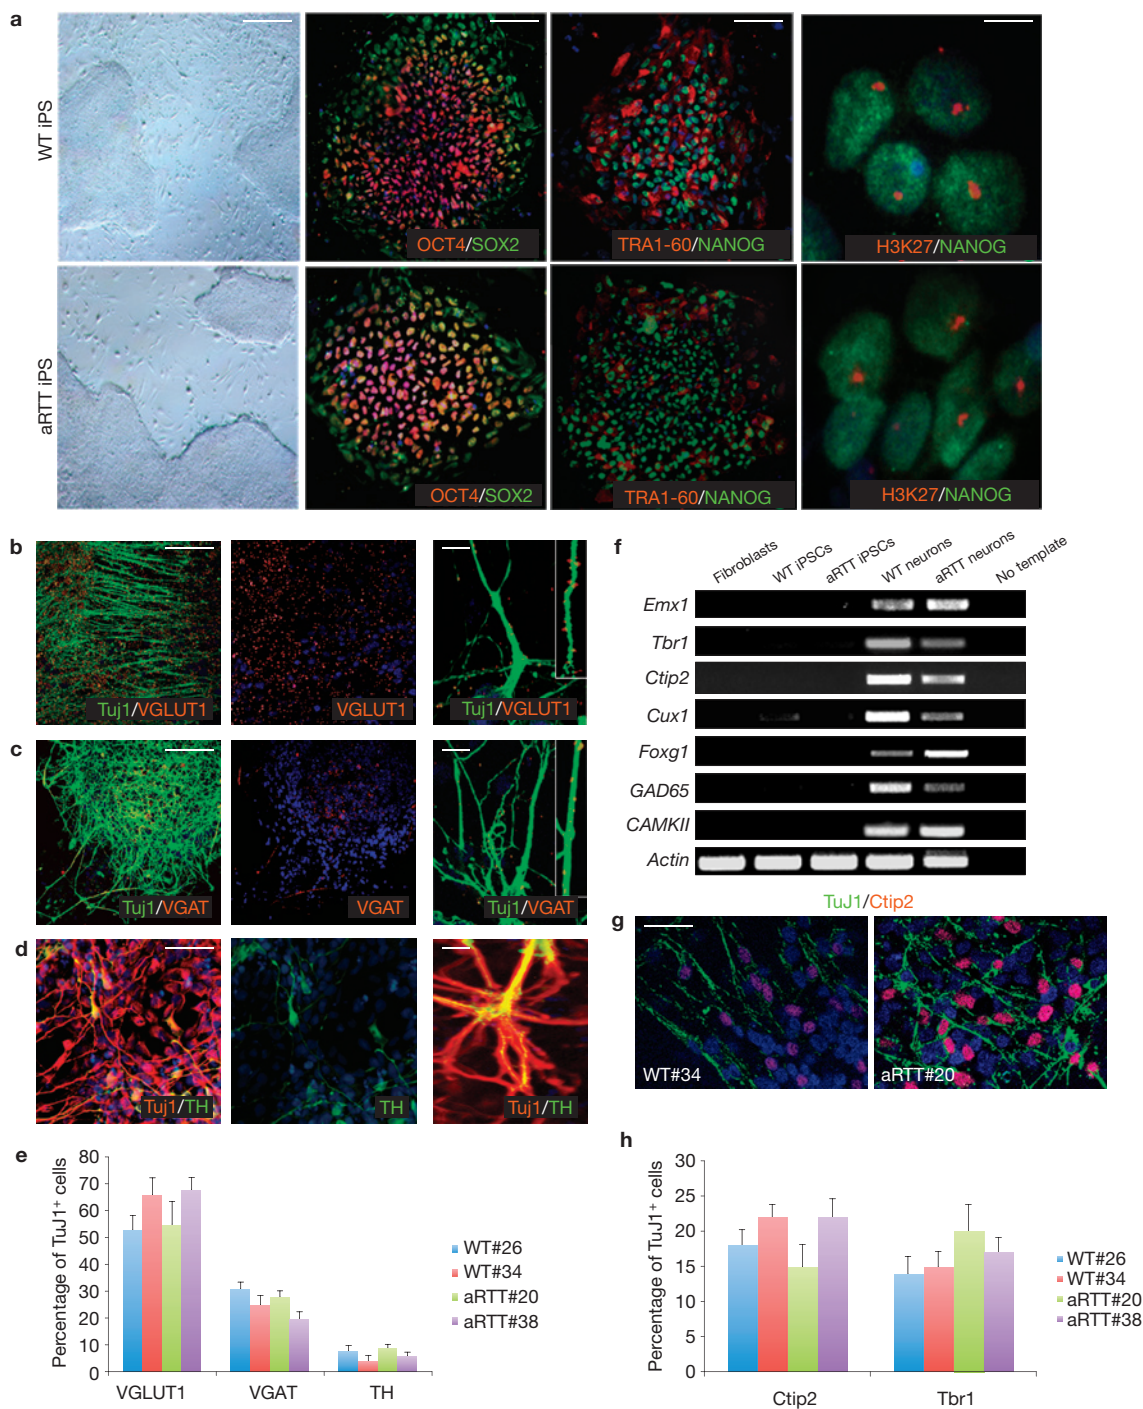 a
WT iPS
OCT4/SOX2
TRA1-60/NANOG
H3K27/NANOG
aRTT iPS
OCT4/SOX2
TRA1-60/NANOG
H3K27/NANOG
b
Tuj1/VGLUT1
VGLUT1
Tuj1/VGLUT1
c
Tuj1/VGAT
VGAT
Tuj1/VGAT
d
Tuj1/TH
TH
Tuj1/TH
e
Percentage of TuJ1+ cells
80
70
60
50
40
30
20
10
0
VGLUT1
VGAT
TH
WT#26
WT#34
aRTT#20
aRTT#38
f
Fibroblasts
WT iPSCs
aRTT iPSCs
WT neurons
aRTT neurons
No template
Emx1
Tbr1
Ctip2
Cux1
Foxg1
GAD65
CAMKII
Actin
g
TuJ1/Ctip2
WT#34
aRTT#20
h
Percentage of TuJ1+ cells
30
25
20
15
10
5
0
Ctip2
Tbr1
WT#26
WT#34
aRTT#20
aRTT#38